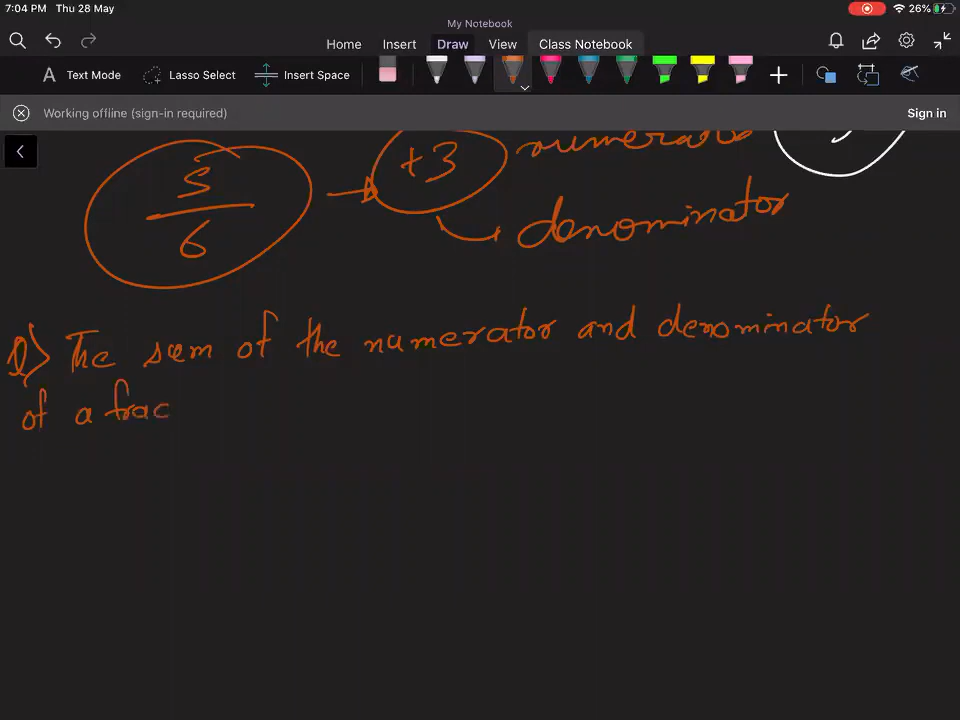 7:04 PM Thu 28 May
26%
My Notebook
Home Insert Draw View Class Notebook
Text Mode Lasso Select Insert Space
Working offline (sign-in required) Sign in
5
6
+3
denominator
Q> The sum of the numerator and denominator
of a frac